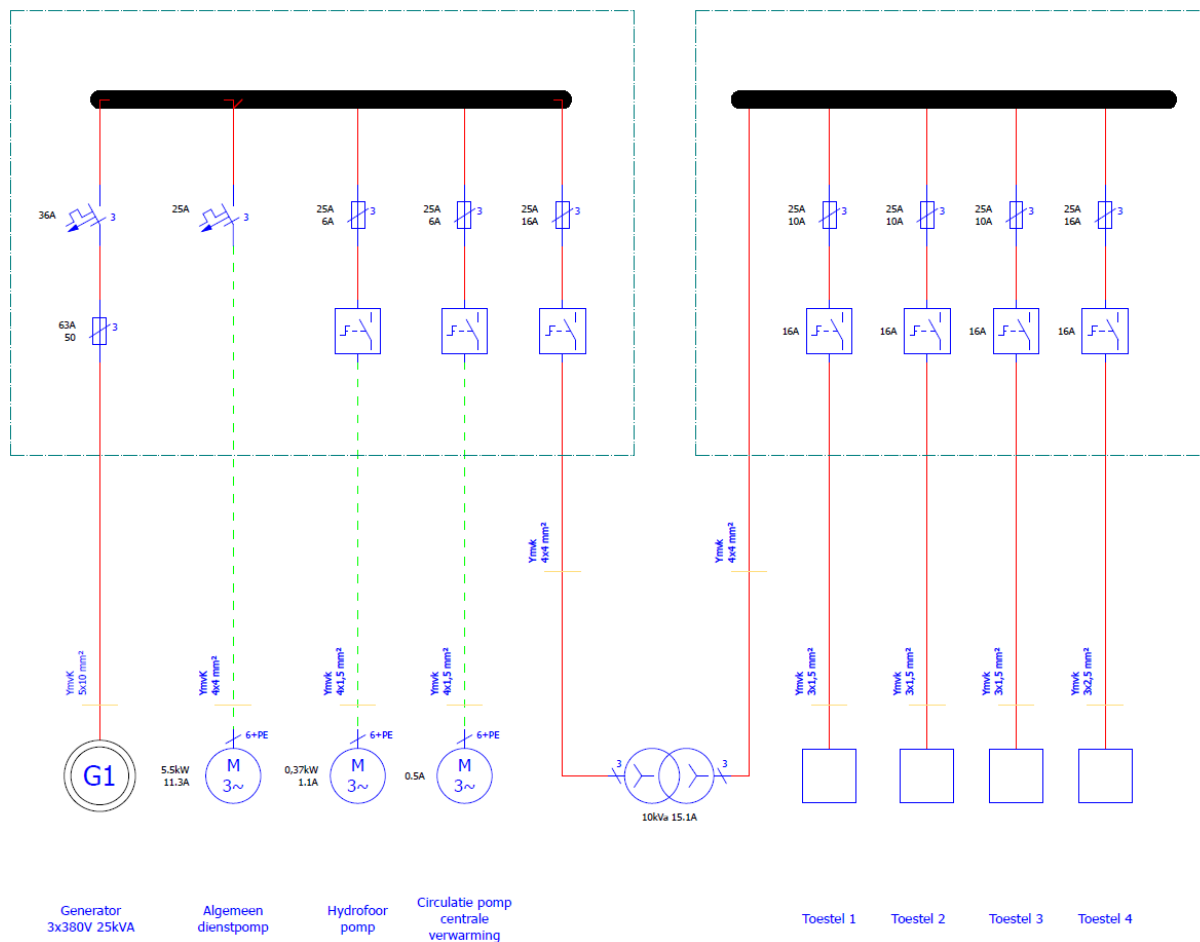 36A
3
25A
3
25A
6A
3
25A
6A
3
25A
16A
3
25A
10A
3
25A
10A
3
25A
10A
3
25A
16A
3
63A
50
3
16A
16A
16A
16A
Ymvk
4x4 mm²
Ymvk
4x4 mm²
YmvK
5x10 mm²
YmvK
4x4 mm²
Ymvk
4x1,5 mm²
Ymvk
4x1,5 mm²
Ymvk
3x1,5 mm²
Ymvk
3x1,5 mm²
Ymvk
3x1,5 mm²
Ymvk
3x2,5 mm²
6+PE
6+PE
6+PE
G1
5.5kW
11.3A
M
3~
0,37kW
1.1A
M
3~
0.5A
M
3~
3
3
10kVa 15.1A
Generator
3x380V 25kVA
Algemeen
dienstpomp
Hydrofoor
pomp
Circulatie pomp
centrale
verwarming
Toestel 1
Toestel 2
Toestel 3
Toestel 4